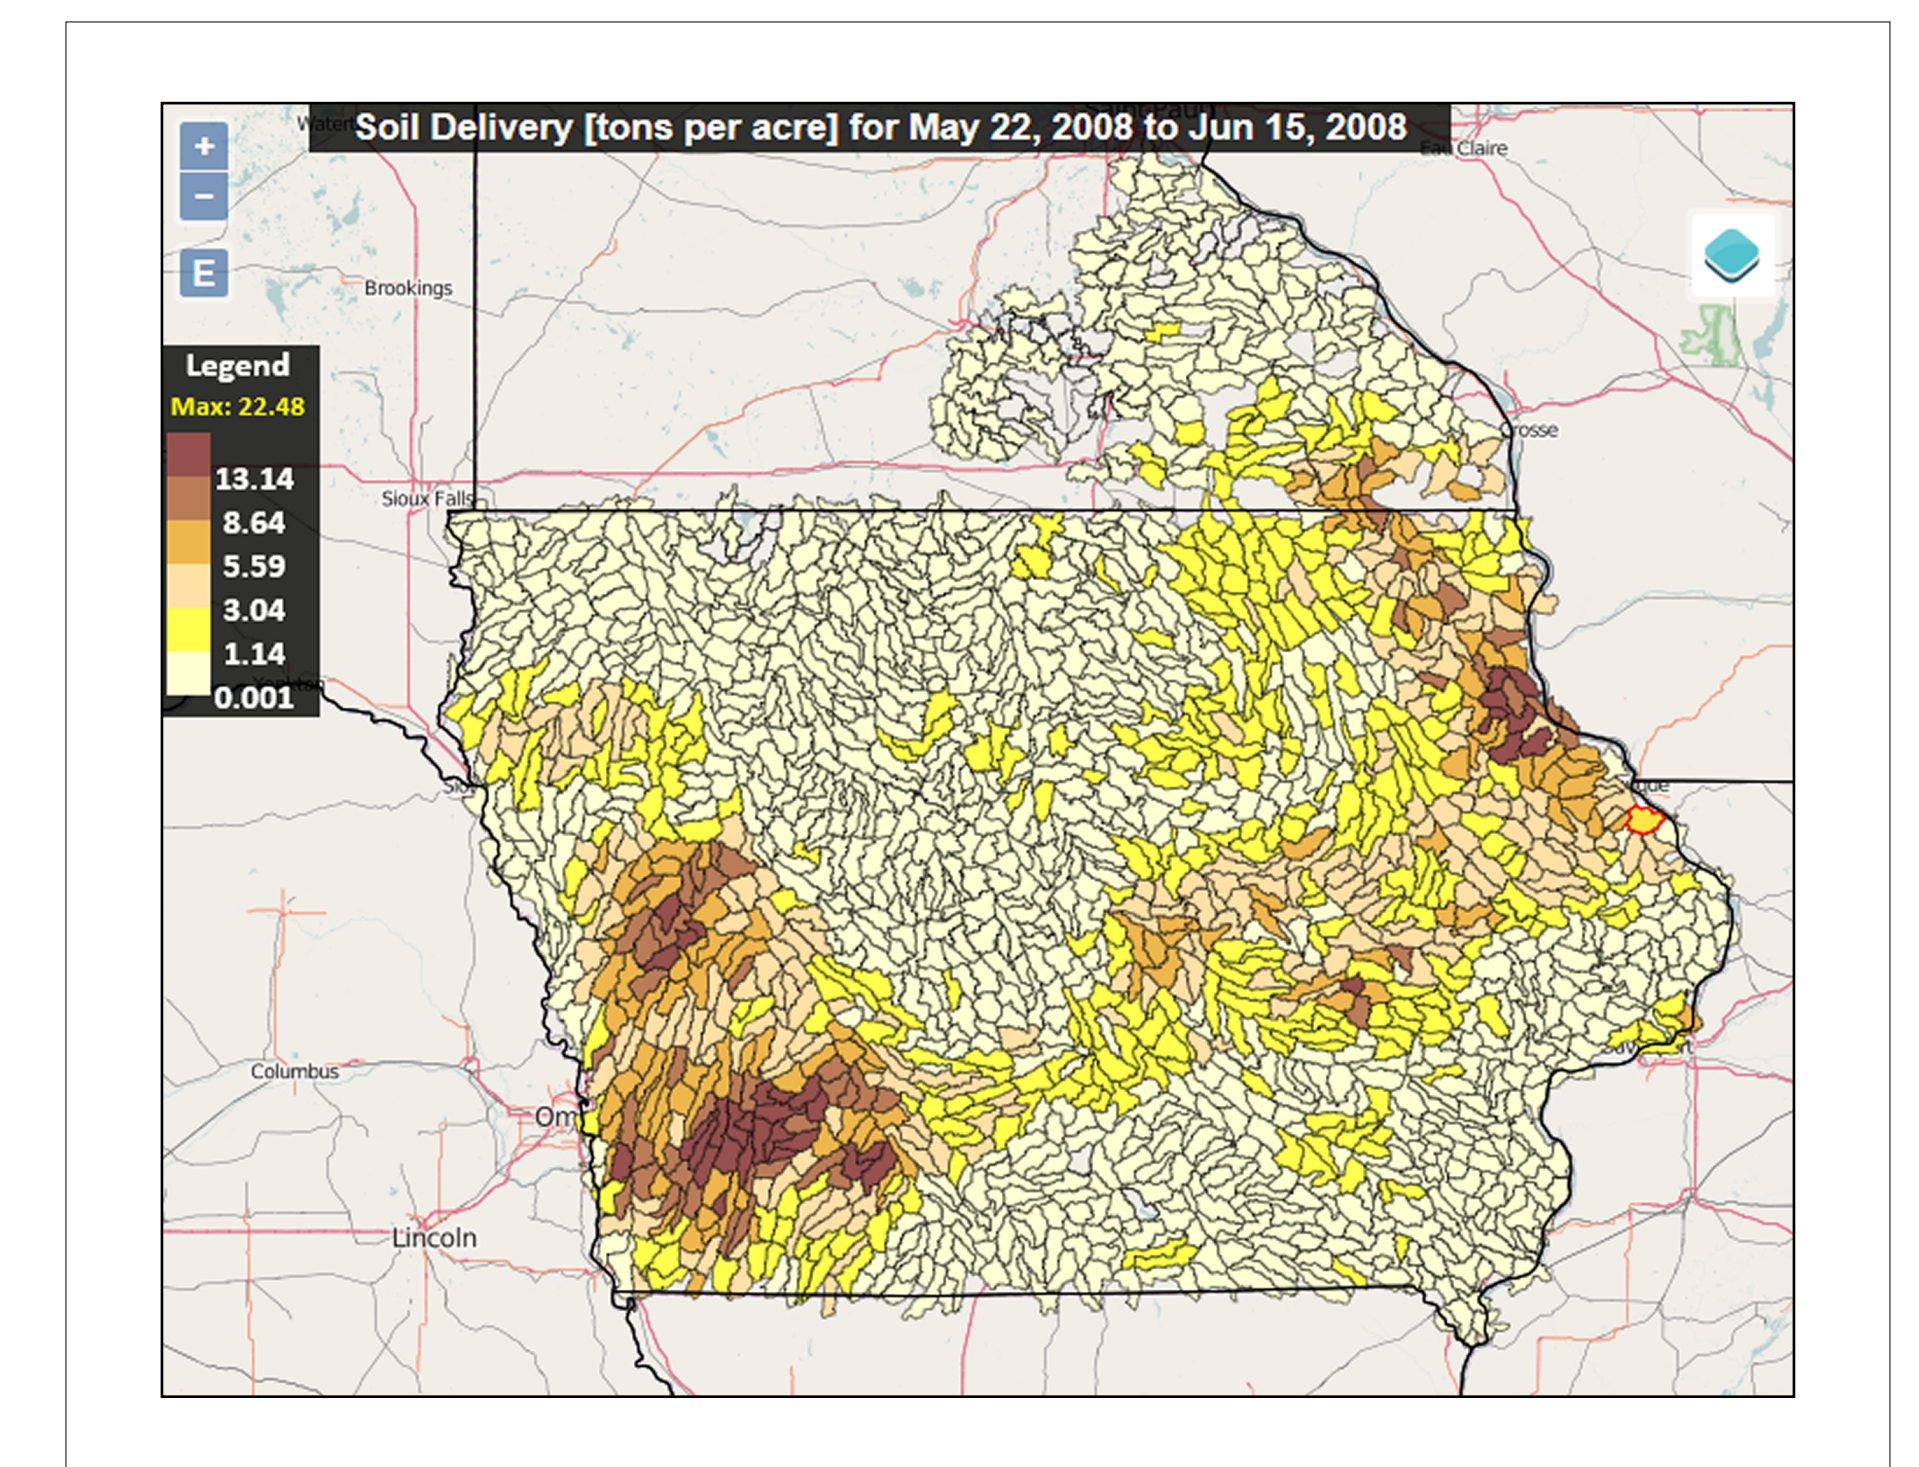 Soil Delivery [tons per acre] for May 22, 2008 to Jun 15, 2008
+
−
E
Eau Claire
Brookings
Legend
Max: 22.48
13.14
8.64
5.59
3.04
1.14
0.001
Sioux Falls
Columbus
Lincoln